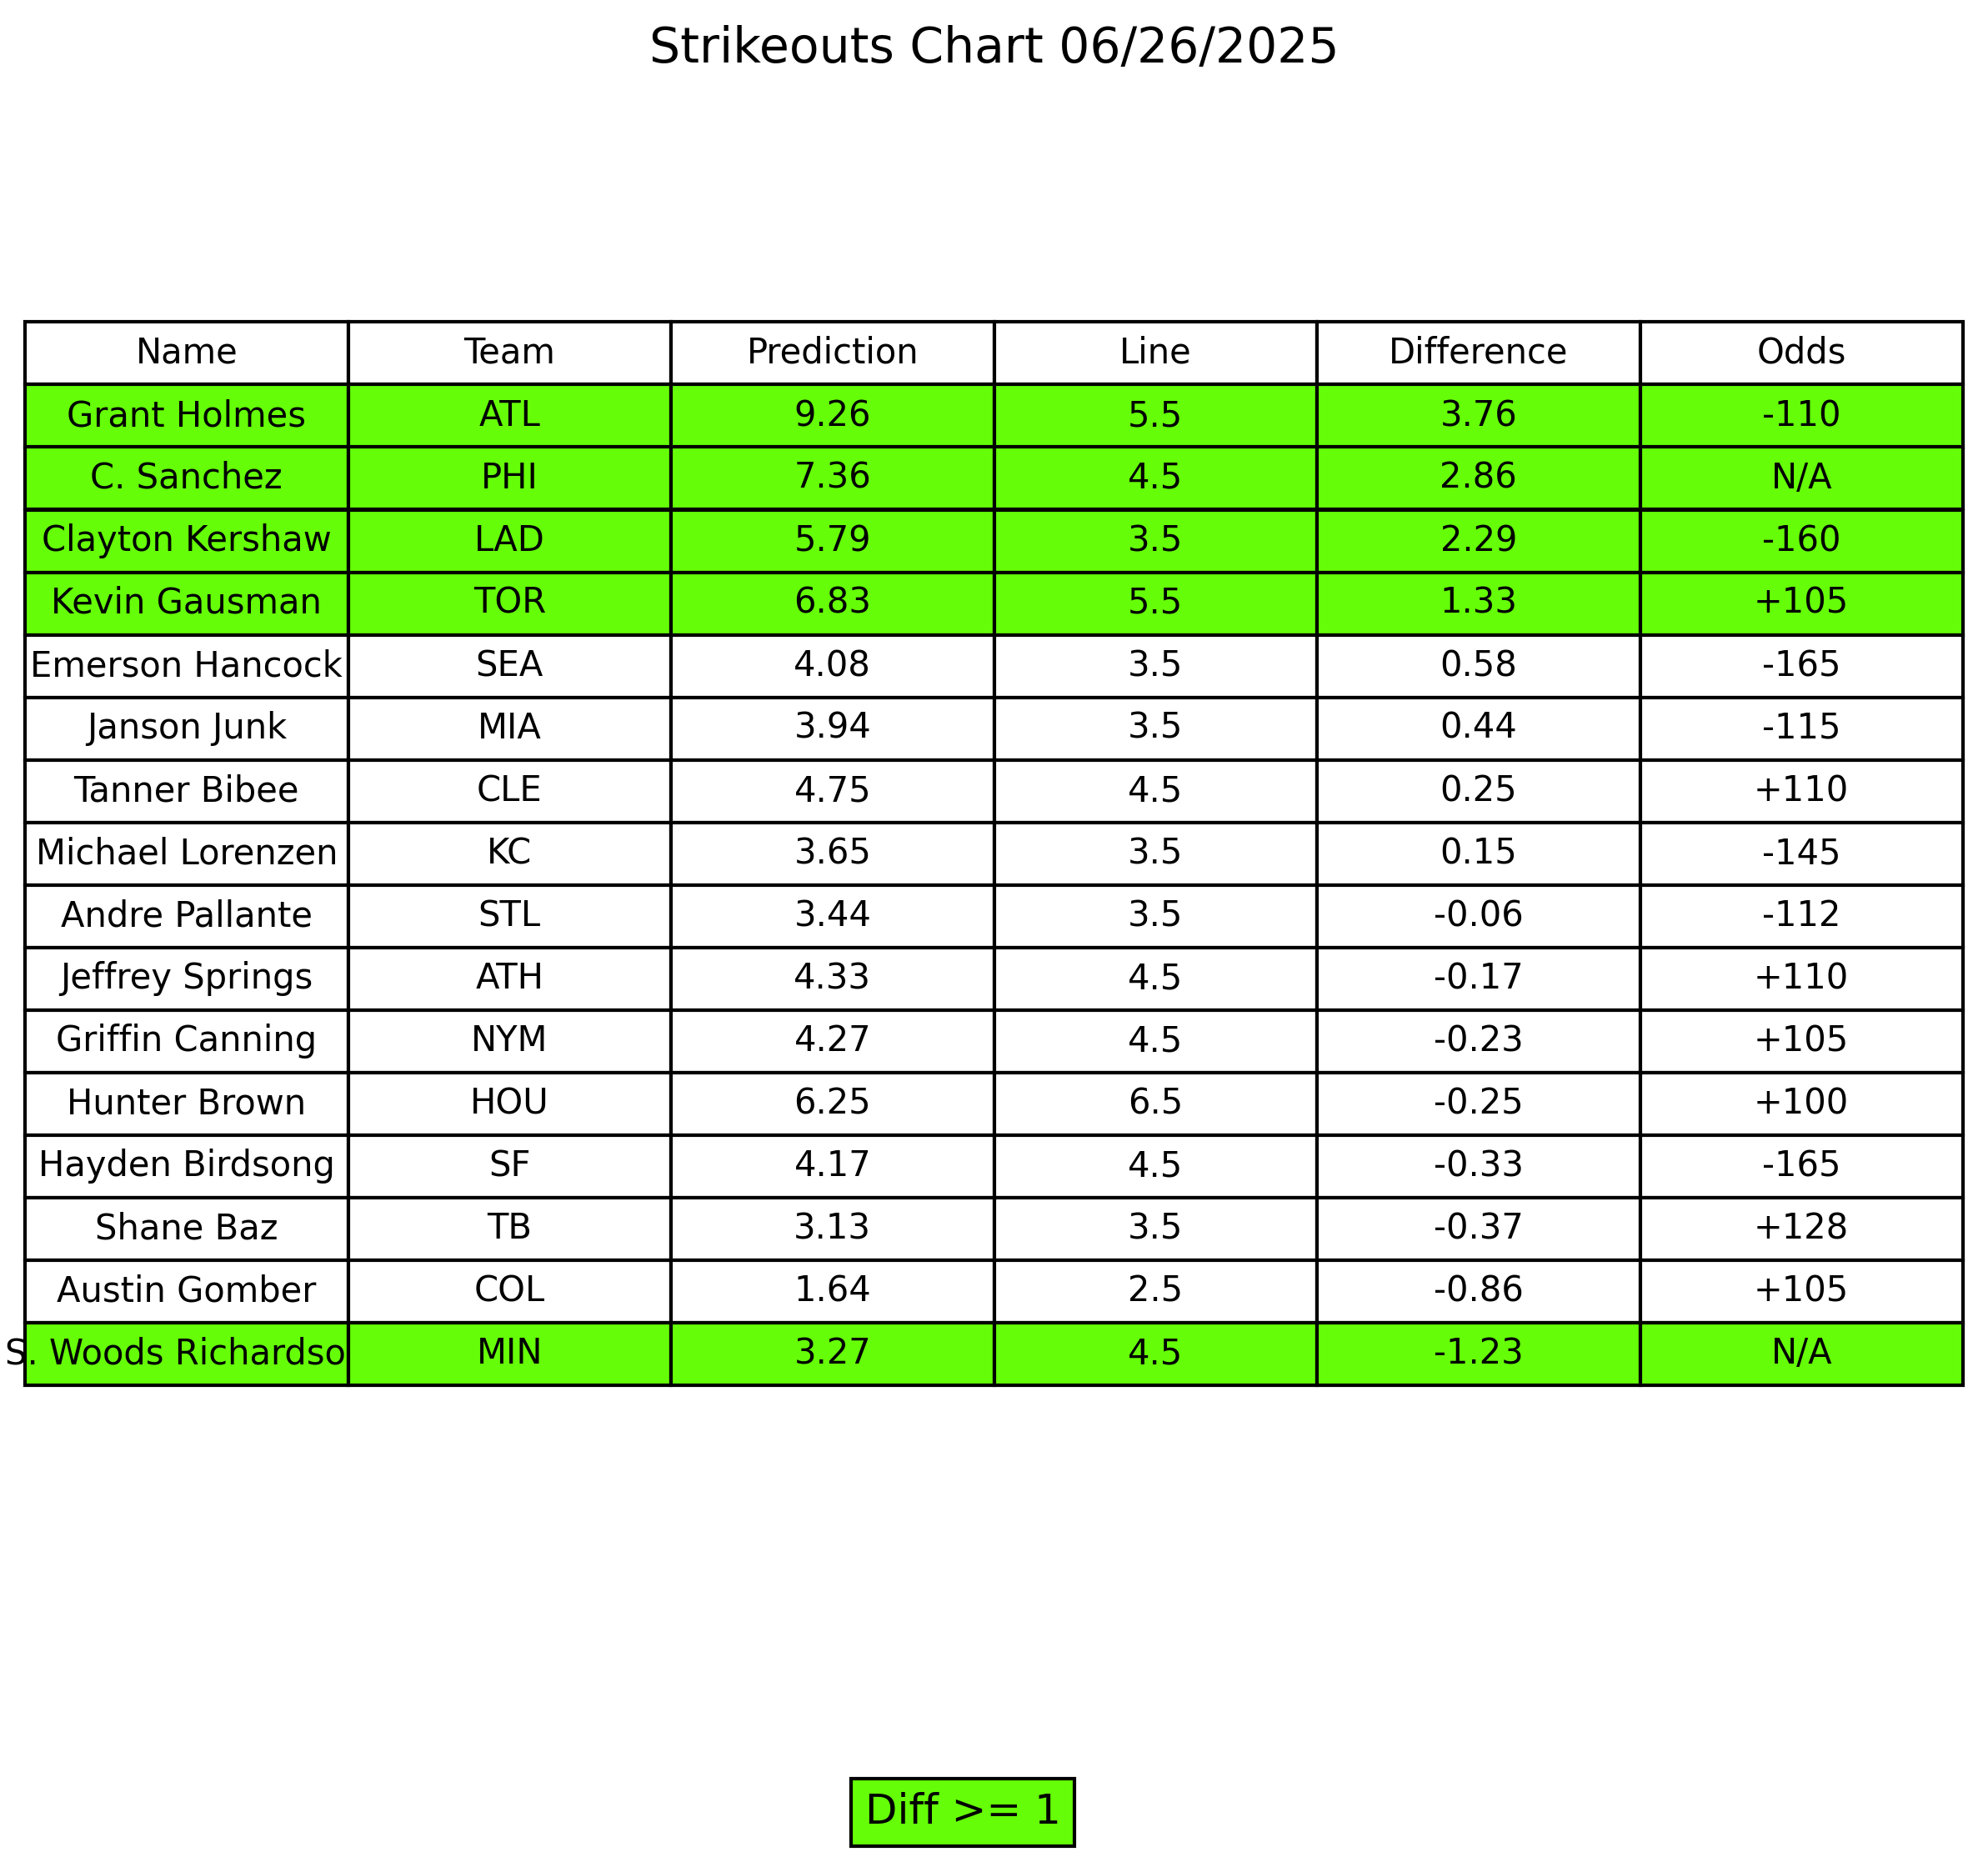 Strikeouts Chart 06/26/2025
Name Team Prediction Line Difference Odds
Grant Holmes ATL 9.26 5.5 3.76 -110
C. Sanchez PHI 7.36 4.5 2.86 N/A
Clayton Kershaw LAD 5.79 3.5 2.29 -160
Kevin Gausman TOR 6.83 5.5 1.33 +105
Emerson Hancock SEA 4.08 3.5 0.58 -165
Janson Junk MIA 3.94 3.5 0.44 -115
Tanner Bibee CLE 4.75 4.5 0.25 +110
Michael Lorenzen KC 3.65 3.5 0.15 -145
Andre Pallante STL 3.44 3.5 -0.06 -112
Jeffrey Springs ATH 4.33 4.5 -0.17 +110
Griffin Canning NYM 4.27 4.5 -0.23 +105
Hunter Brown HOU 6.25 6.5 -0.25 +100
Hayden Birdsong SF 4.17 4.5 -0.33 -165
Shane Baz TB 3.13 3.5 -0.37 +128
Austin Gomber COL 1.64 2.5 -0.86 +105
S. Woods Richardso MIN 3.27 4.5 -1.23 N/A
Diff >= 1